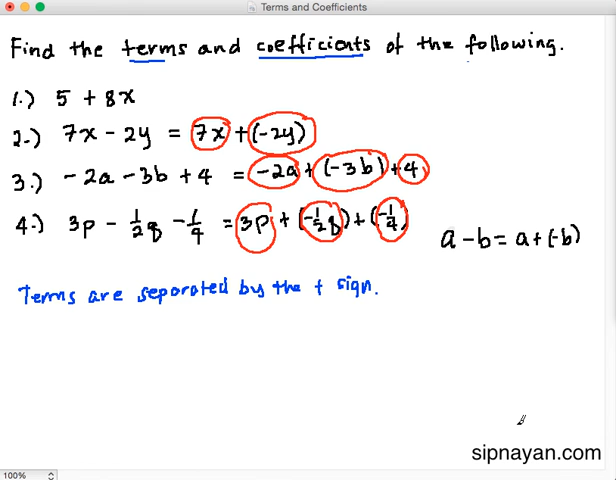 Terms and Coefficients
Find the terms and coefficients of the following.
1.) 5 + 8x
2.) 7x - 2y = 7x + (-2y)
3.) -2a - 3b + 4 = -2a + (-3b) + 4
4.) 3p - 1/2q - 1/4 = 3p + (-1/2q) + (-1/4)
a - b = a + (-b)
Terms are separated by the + sign.
sipnayan.com
100%